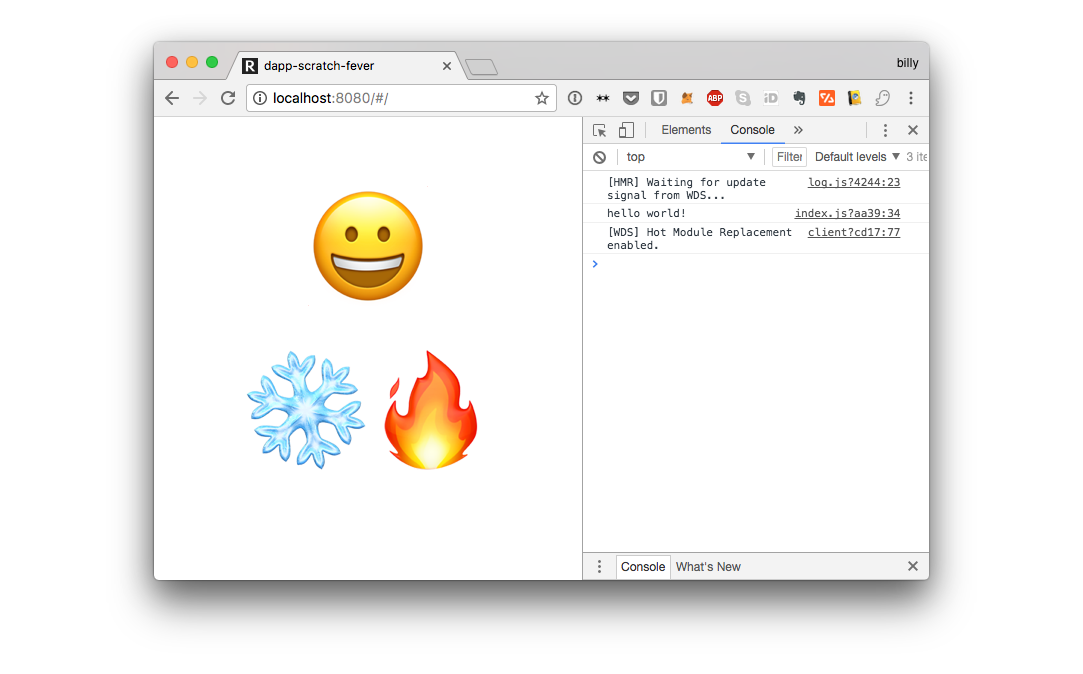 R dapp-scratch-fever
billy
localhost:8080/#/
ABP
iD
Elements Console »
top Filter Default levels 3 ite
[HMR] Waiting for update log.js?4244:23
signal from WDS...
hello world! index.js?aa39:34
[WDS] Hot Module Replacement client?cd17:77
enabled.
Console What's New